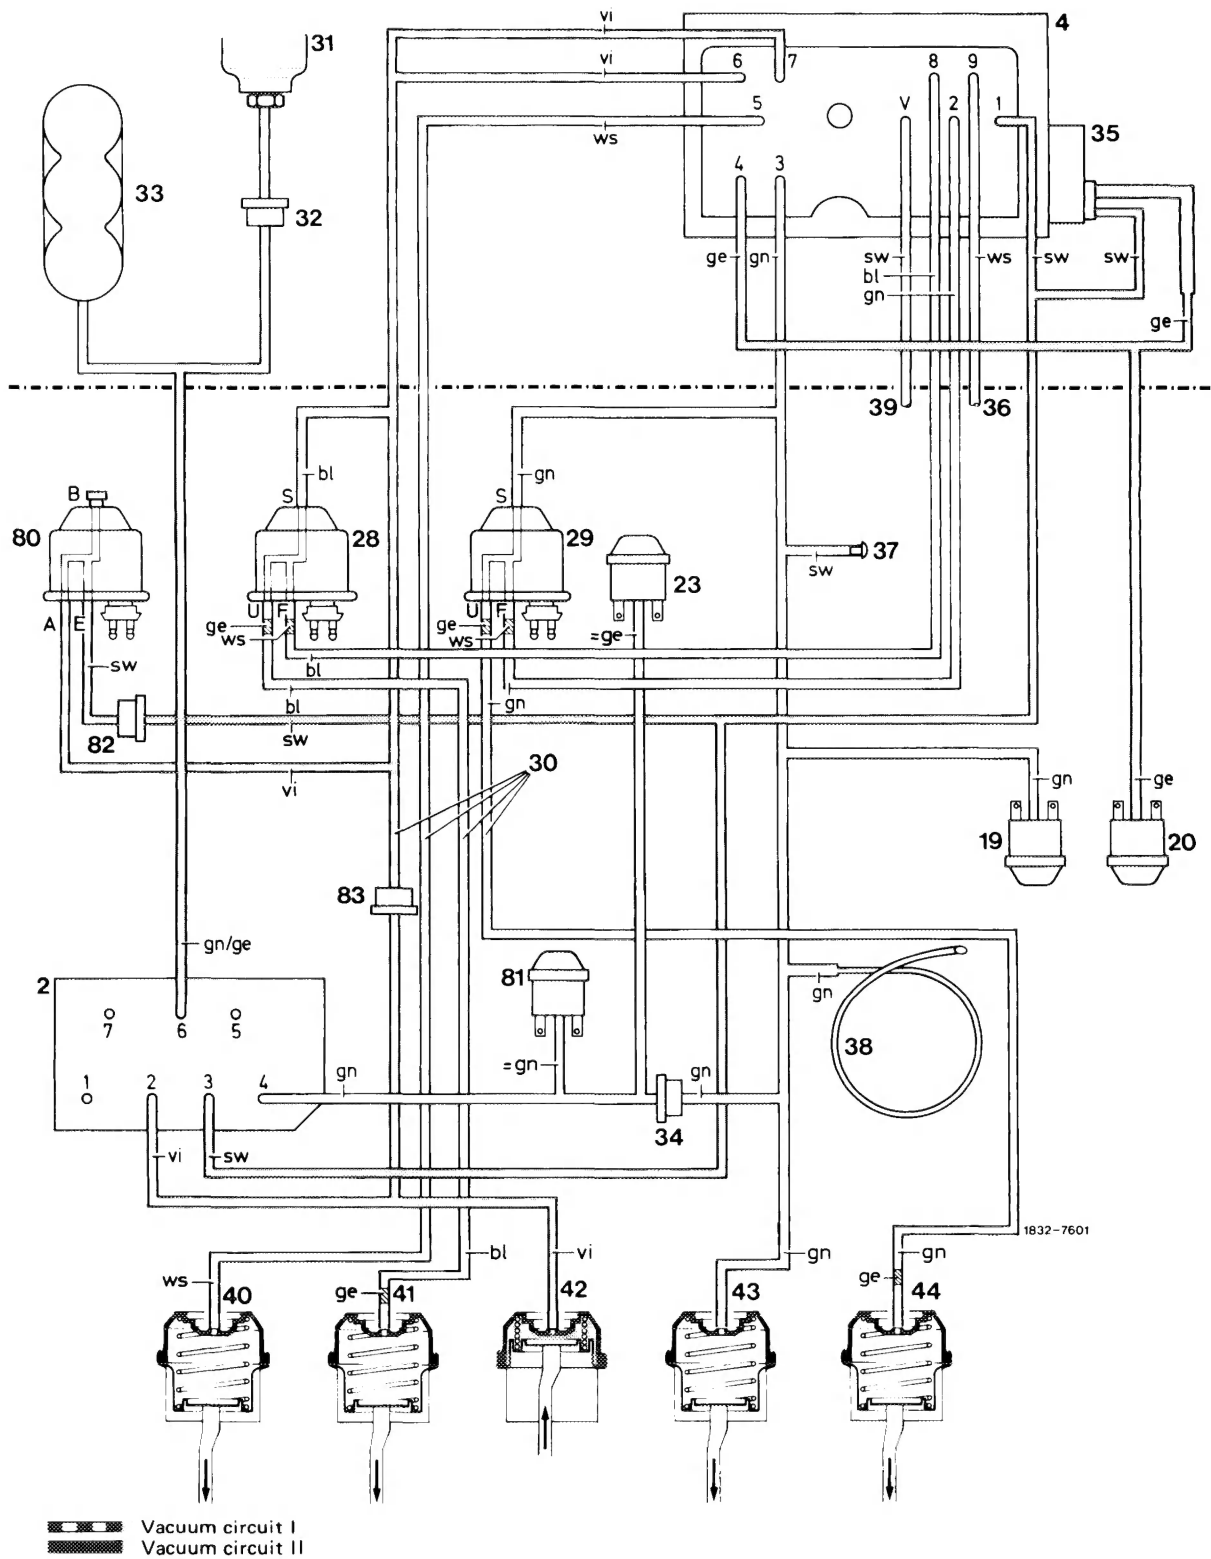 vi
4
31
vi
6
7
8
9
5
V
2
1
35
ws
33
4
3
32
ge
gn
sw
ws
sw
sw
bl
gn
ge
39
36
bl
gn
B
S
S
80
28
29
23
37
sw
A
E
U
F
U
F
ge
ws
ge
ws
=ge
sw
bl
bl
gn
82
sw
30
vi
gn
ge
19
20
83
gn/ge
2
81
gn
7
6
5
38
=gn
gn
gn
1
2
3
4
34
vi
sw
1832-7601
bl
vi
gn
gn
ws
ge
ge
40
41
42
43
44
Vacuum circuit I
Vacuum circuit II